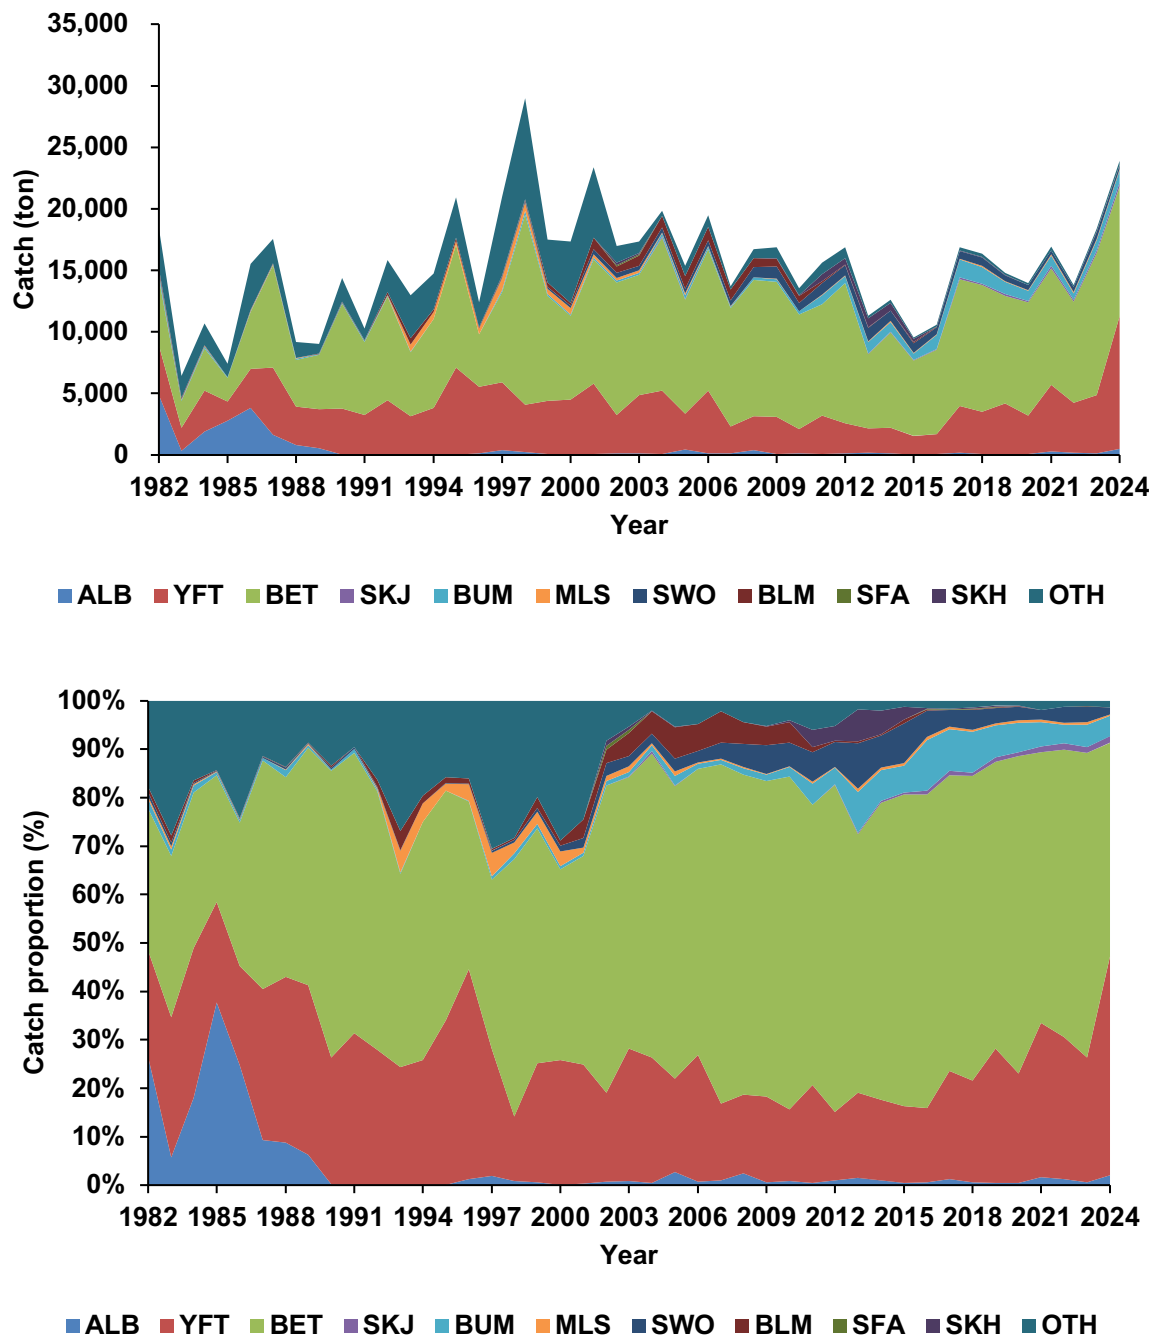 35,000
30,000
25,000
20,000
15,000
10,000
5,000
0
Catch (ton)
1982 1985 1988 1991 1994 1997 2000 2003 2006 2009 2012 2015 2018 2021 2024
Year
ALB YFT BET SKJ BUM MLS SWO BLM SFA SKH OTH
100%
90%
80%
70%
60%
50%
40%
30%
20%
10%
0%
Catch proportion (%)
1982 1985 1988 1991 1994 1997 2000 2003 2006 2009 2012 2015 2018 2021 2024
Year
ALB YFT BET SKJ BUM MLS SWO BLM SFA SKH OTH